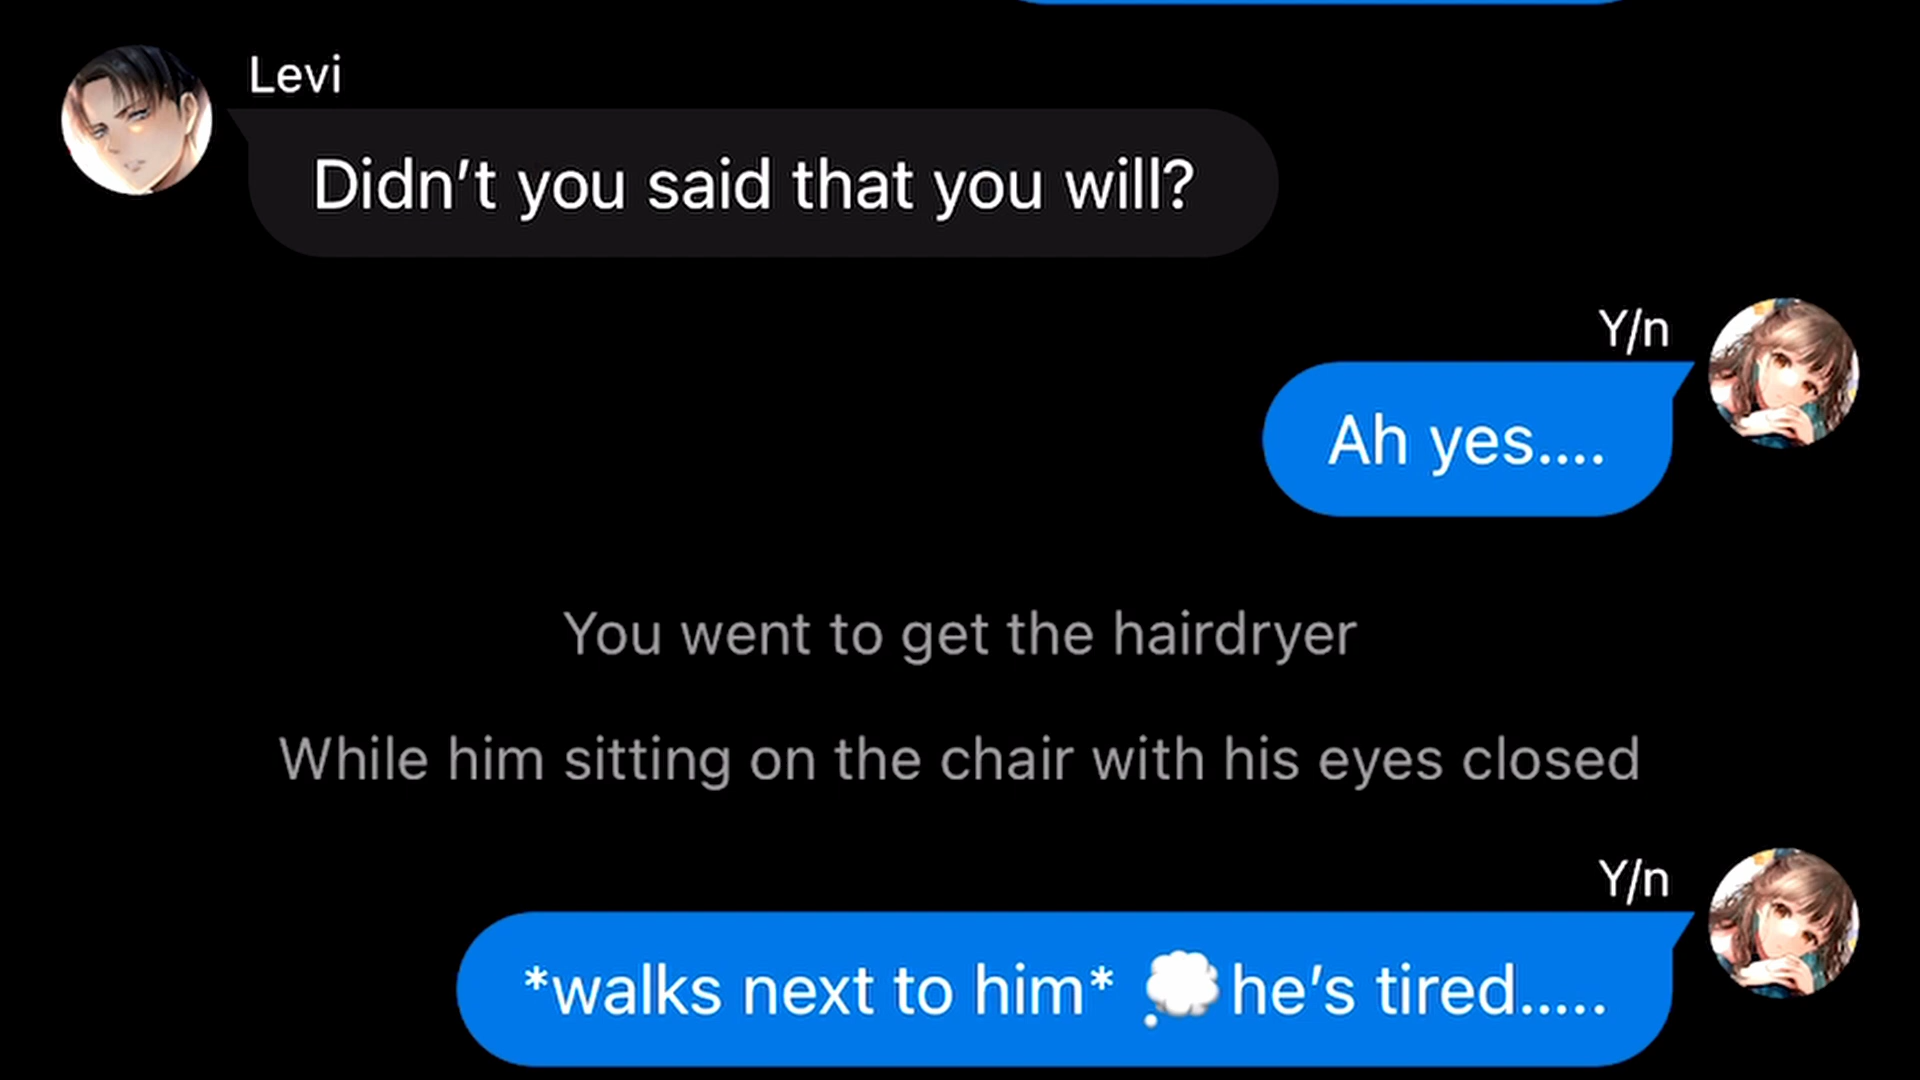 Levi
Didn’t you said that you will?
Y/n
Ah yes....
You went to get the hairdryer
While him sitting on the chair with his eyes closed
Y/n
*walks next to him* 💭he’s tired.....